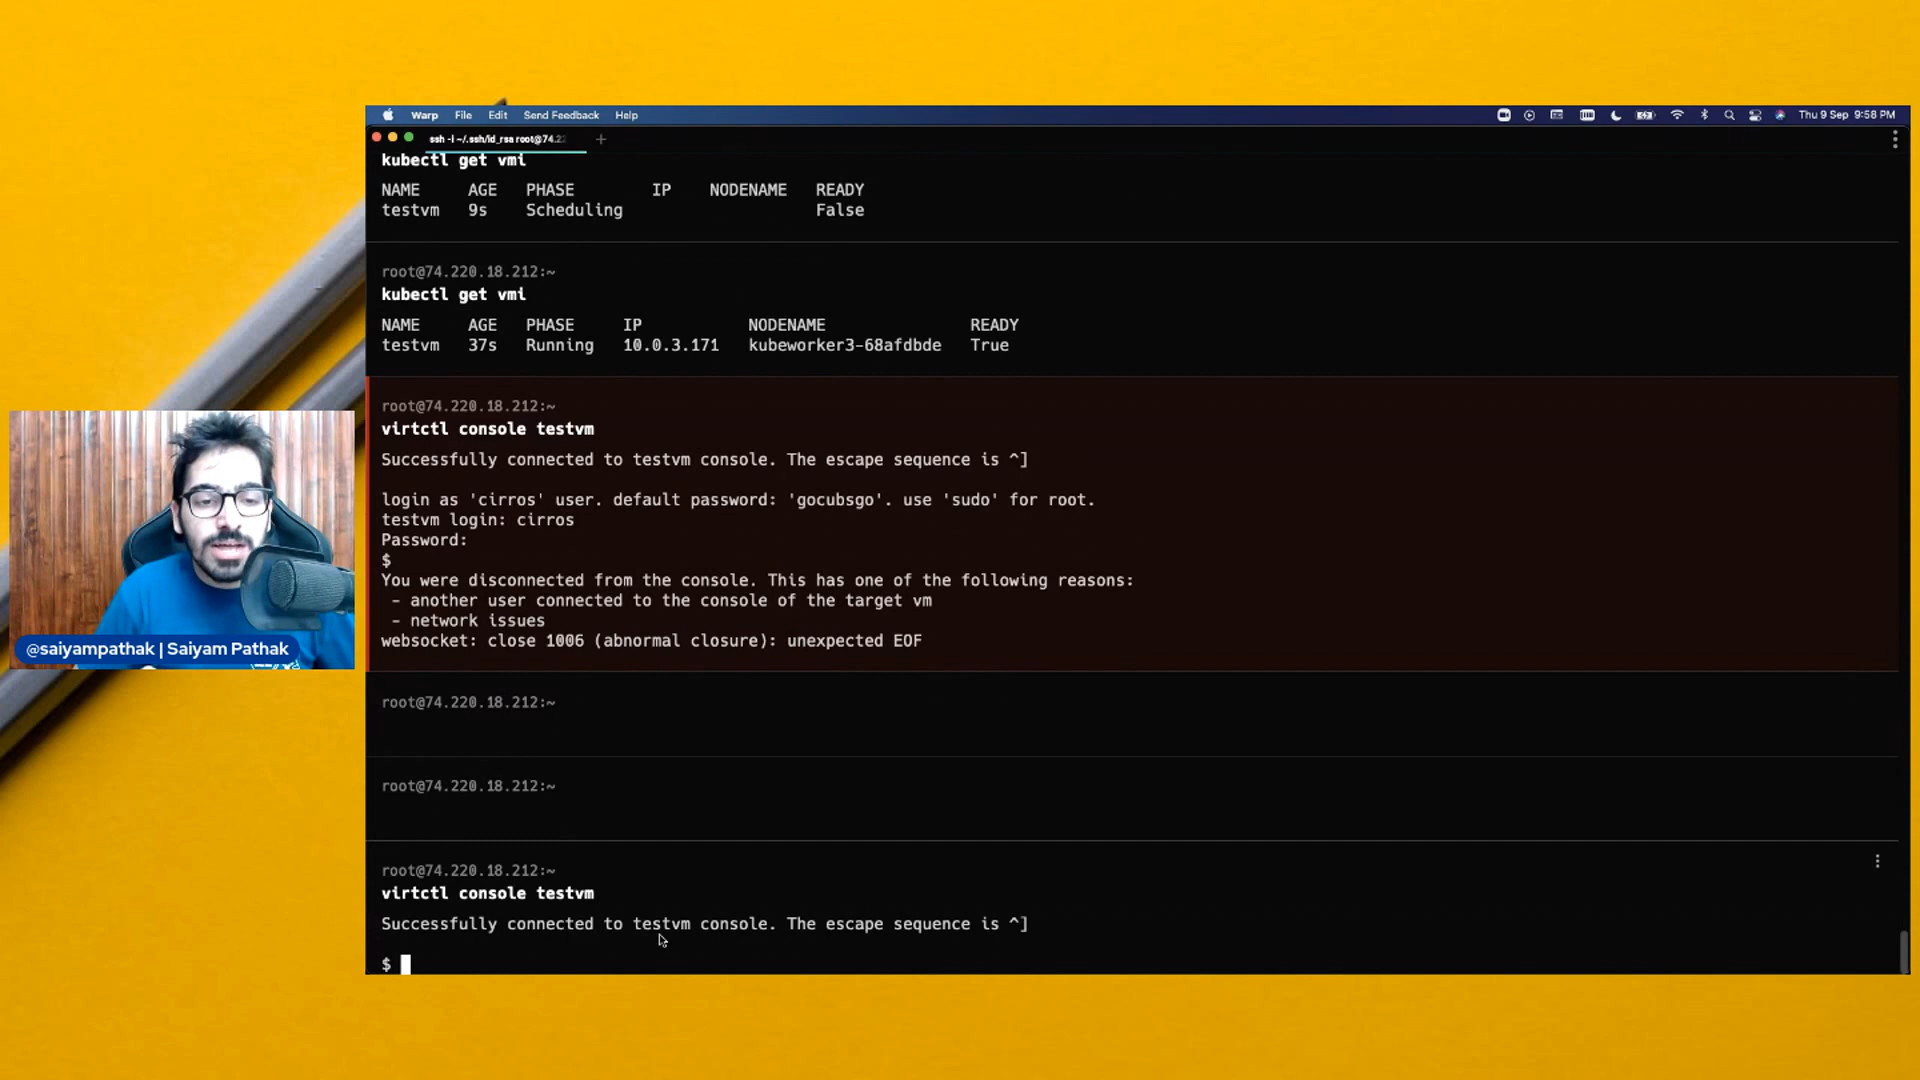 Warp File Edit Send Feedback Help Thu 9 Sep 9:58 PM
ssh -i ~/.ssh/id_rsa root@74.22
kubectl get vmi
NAME AGE PHASE IP NODENAME READY
testvm 9s Scheduling False
root@74.220.18.212:~
kubectl get vmi
NAME AGE PHASE IP NODENAME READY
testvm 37s Running 10.0.3.171 kubeworker3-68afdbde True
root@74.220.18.212:~
virtctl console testvm
Successfully connected to testvm console. The escape sequence is ^]
login as 'cirros' user. default password: 'gocubsgo'. use 'sudo' for root.
testvm login: cirros
Password:
$
You were disconnected from the console. This has one of the following reasons:
- another user connected to the console of the target vm
- network issues
websocket: close 1006 (abnormal closure): unexpected EOF
@saiyampathak | Saiyam Pathak
root@74.220.18.212:~
root@74.220.18.212:~
root@74.220.18.212:~
virtctl console testvm
Successfully connected to testvm console. The escape sequence is ^]
$